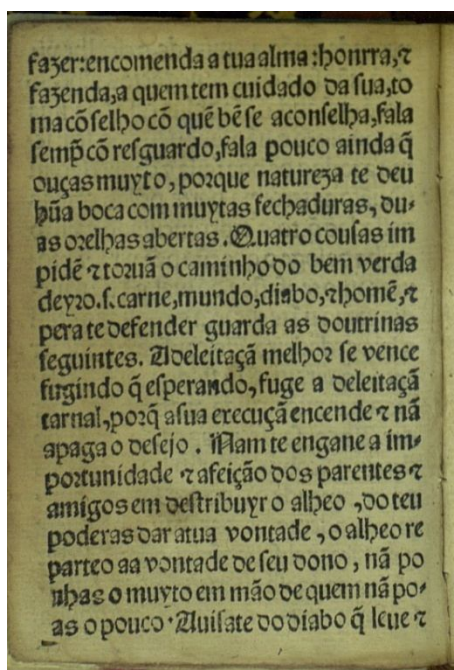 fazer:encomenda a tua alma:honrra,⁊
fazenda,a quem tem cuidado da sua,to
ma cõselho cõ quẽ bẽ se aconselha,fala
semp̃ cõ resguardo,fala pouco ainda q̃
ouças muyto, porque natureza te deu
hũa boca com muytas fechaduras, du-
as orelhas abertas. Quatro cousas im
pidẽ ⁊ toruã o caminho do bem verda
deyro.s.carne,mundo,diabo,⁊ homẽ,⁊
pera te defender guarda as doutrinas
seguintes. A deleitaçã melhor se vence
fugindo q̃ esperando, fuge a deleitaçã
carnal,porq̃ a sua execuçã encende ⁊ nã
apaga o desejo. Nam te engane a im-
portunidade ⁊ afeição dos parentes ⁊
amigos em destribuyr o alheo, do teu
poderas dar a tua vontade, o alheo re
parteo aa vontade de seu dono, nã po
nhas o muyto em mão de quem nã po-
as o pouco. Auisate do diabo q̃ leue ⁊